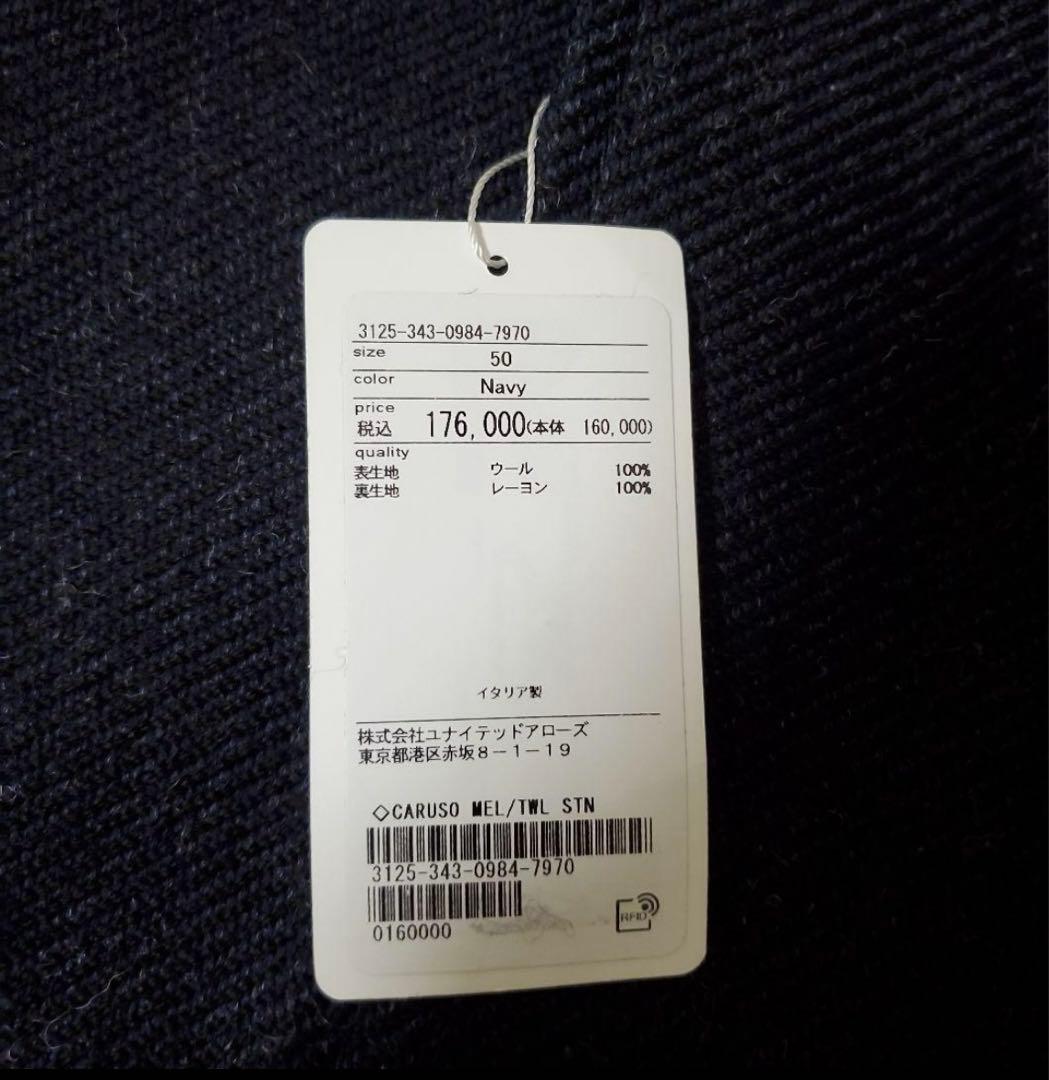 3125-343-0984-7970
size 50
color Navy
price
税込 176,000(本体 160,000)
quality
表生地 ウール 100%
裏生地 レーヨン 100%
イタリア製
株式会社ユナイテッドアローズ
東京都港区赤坂8-1-19
◇CARUSO MEL/TWL STN
3125-343-0984-7970
0160000
RFID